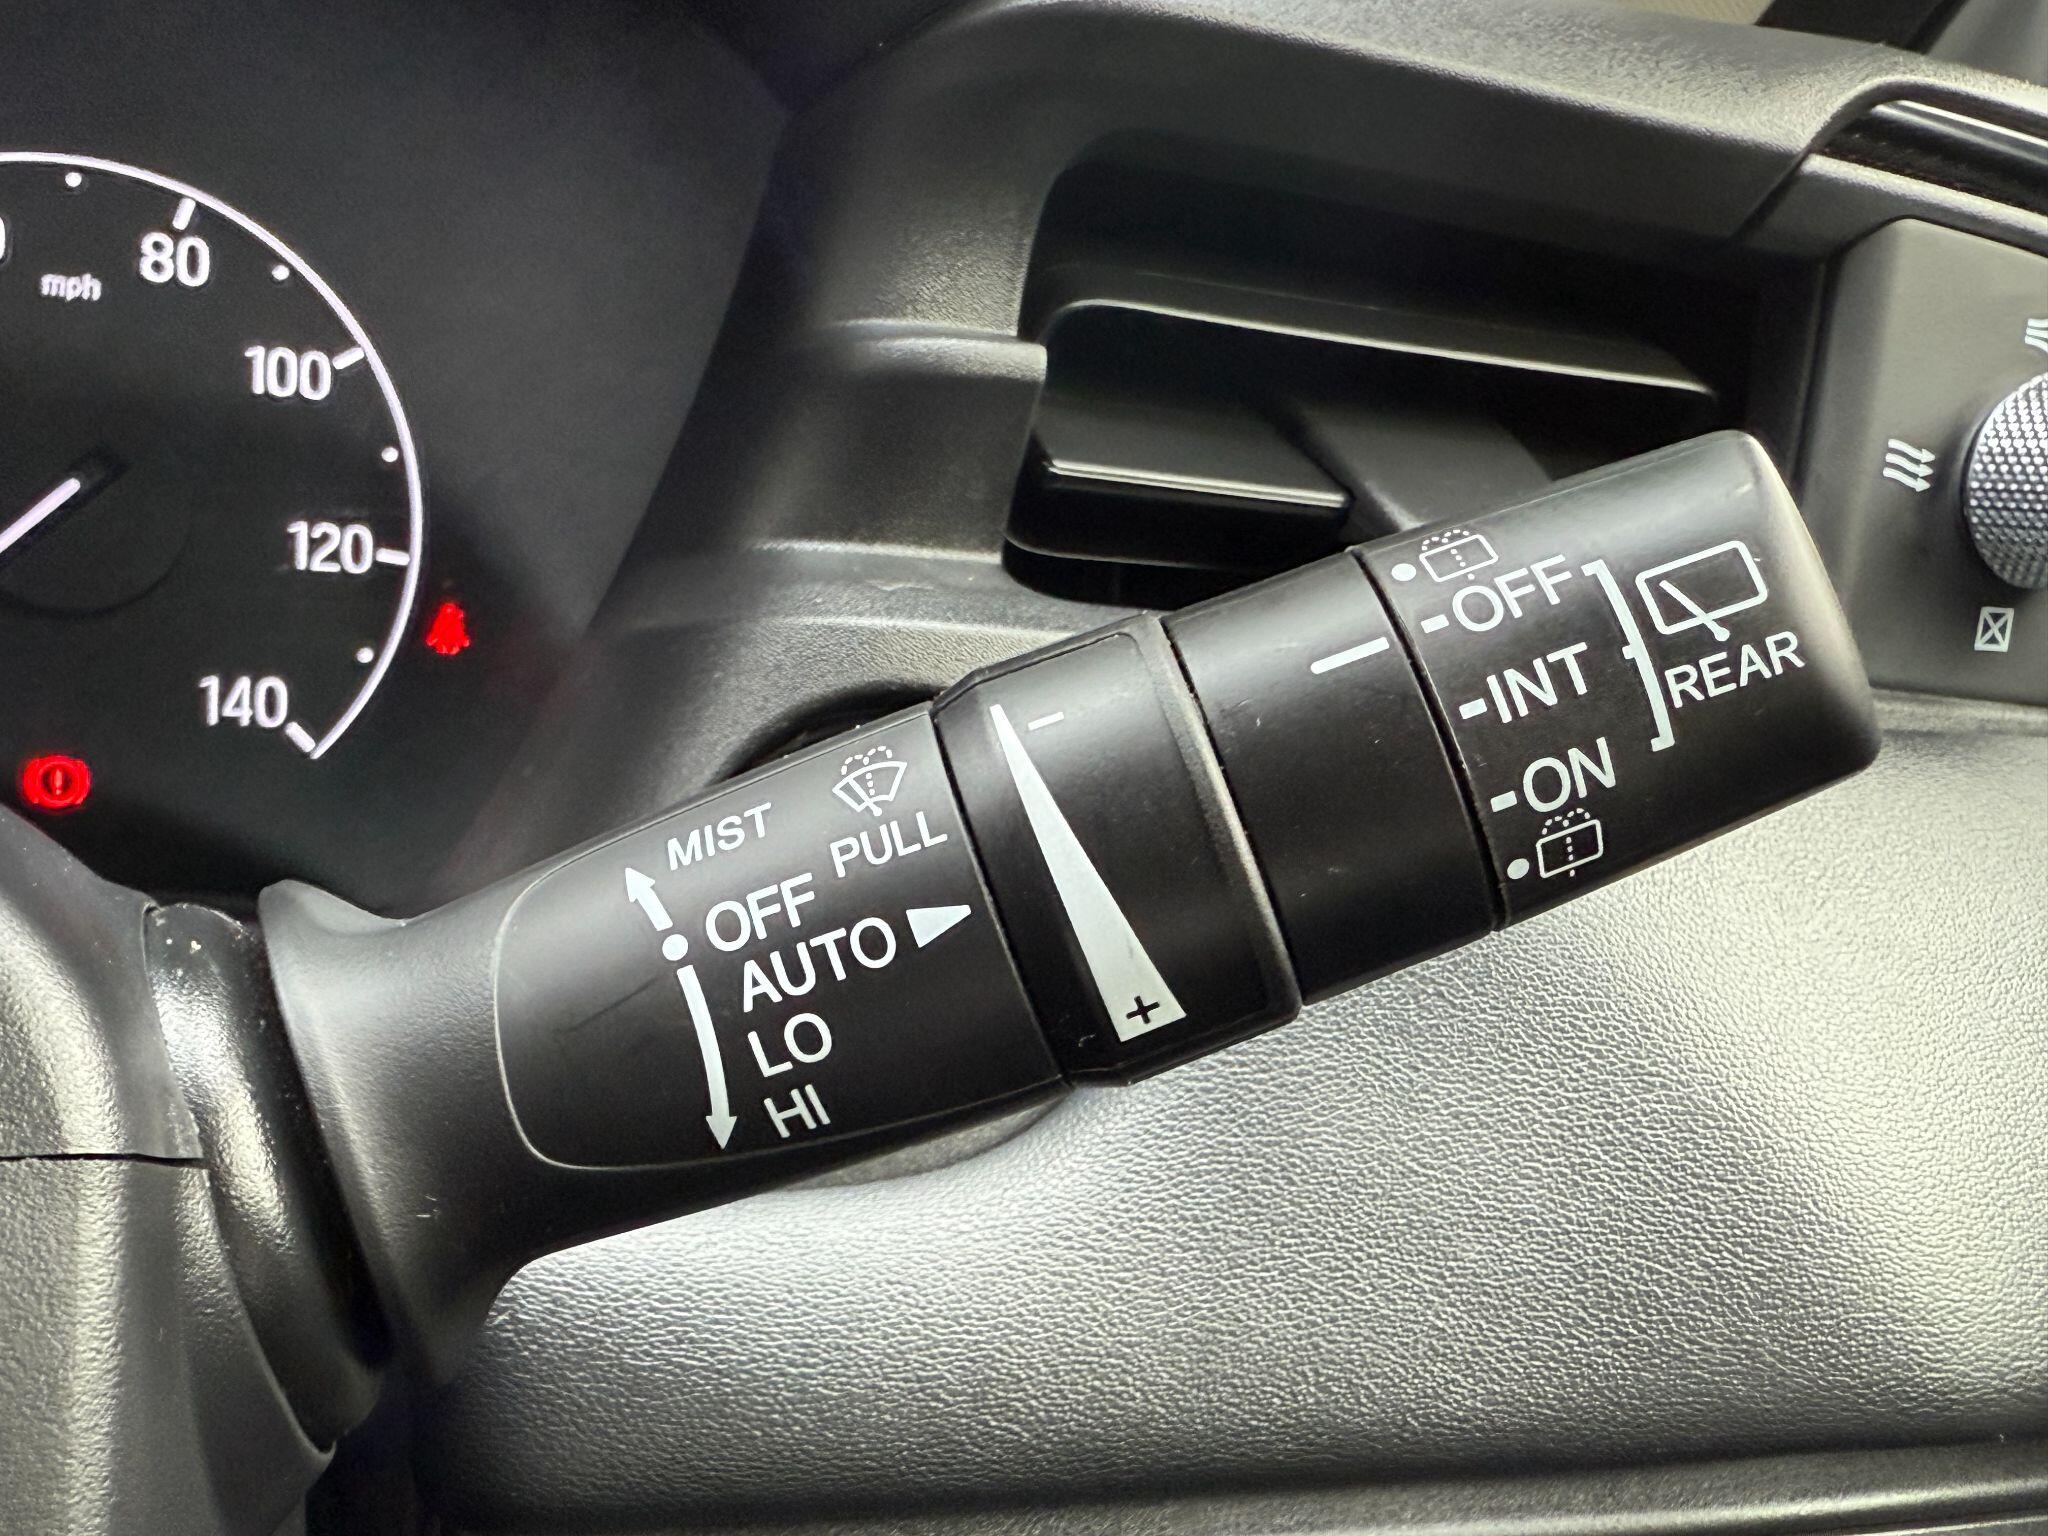 mph
80
100
120
140
MIST
PULL
OFF
AUTO
LO
HI
-
+
OFF
INT
ON
REAR